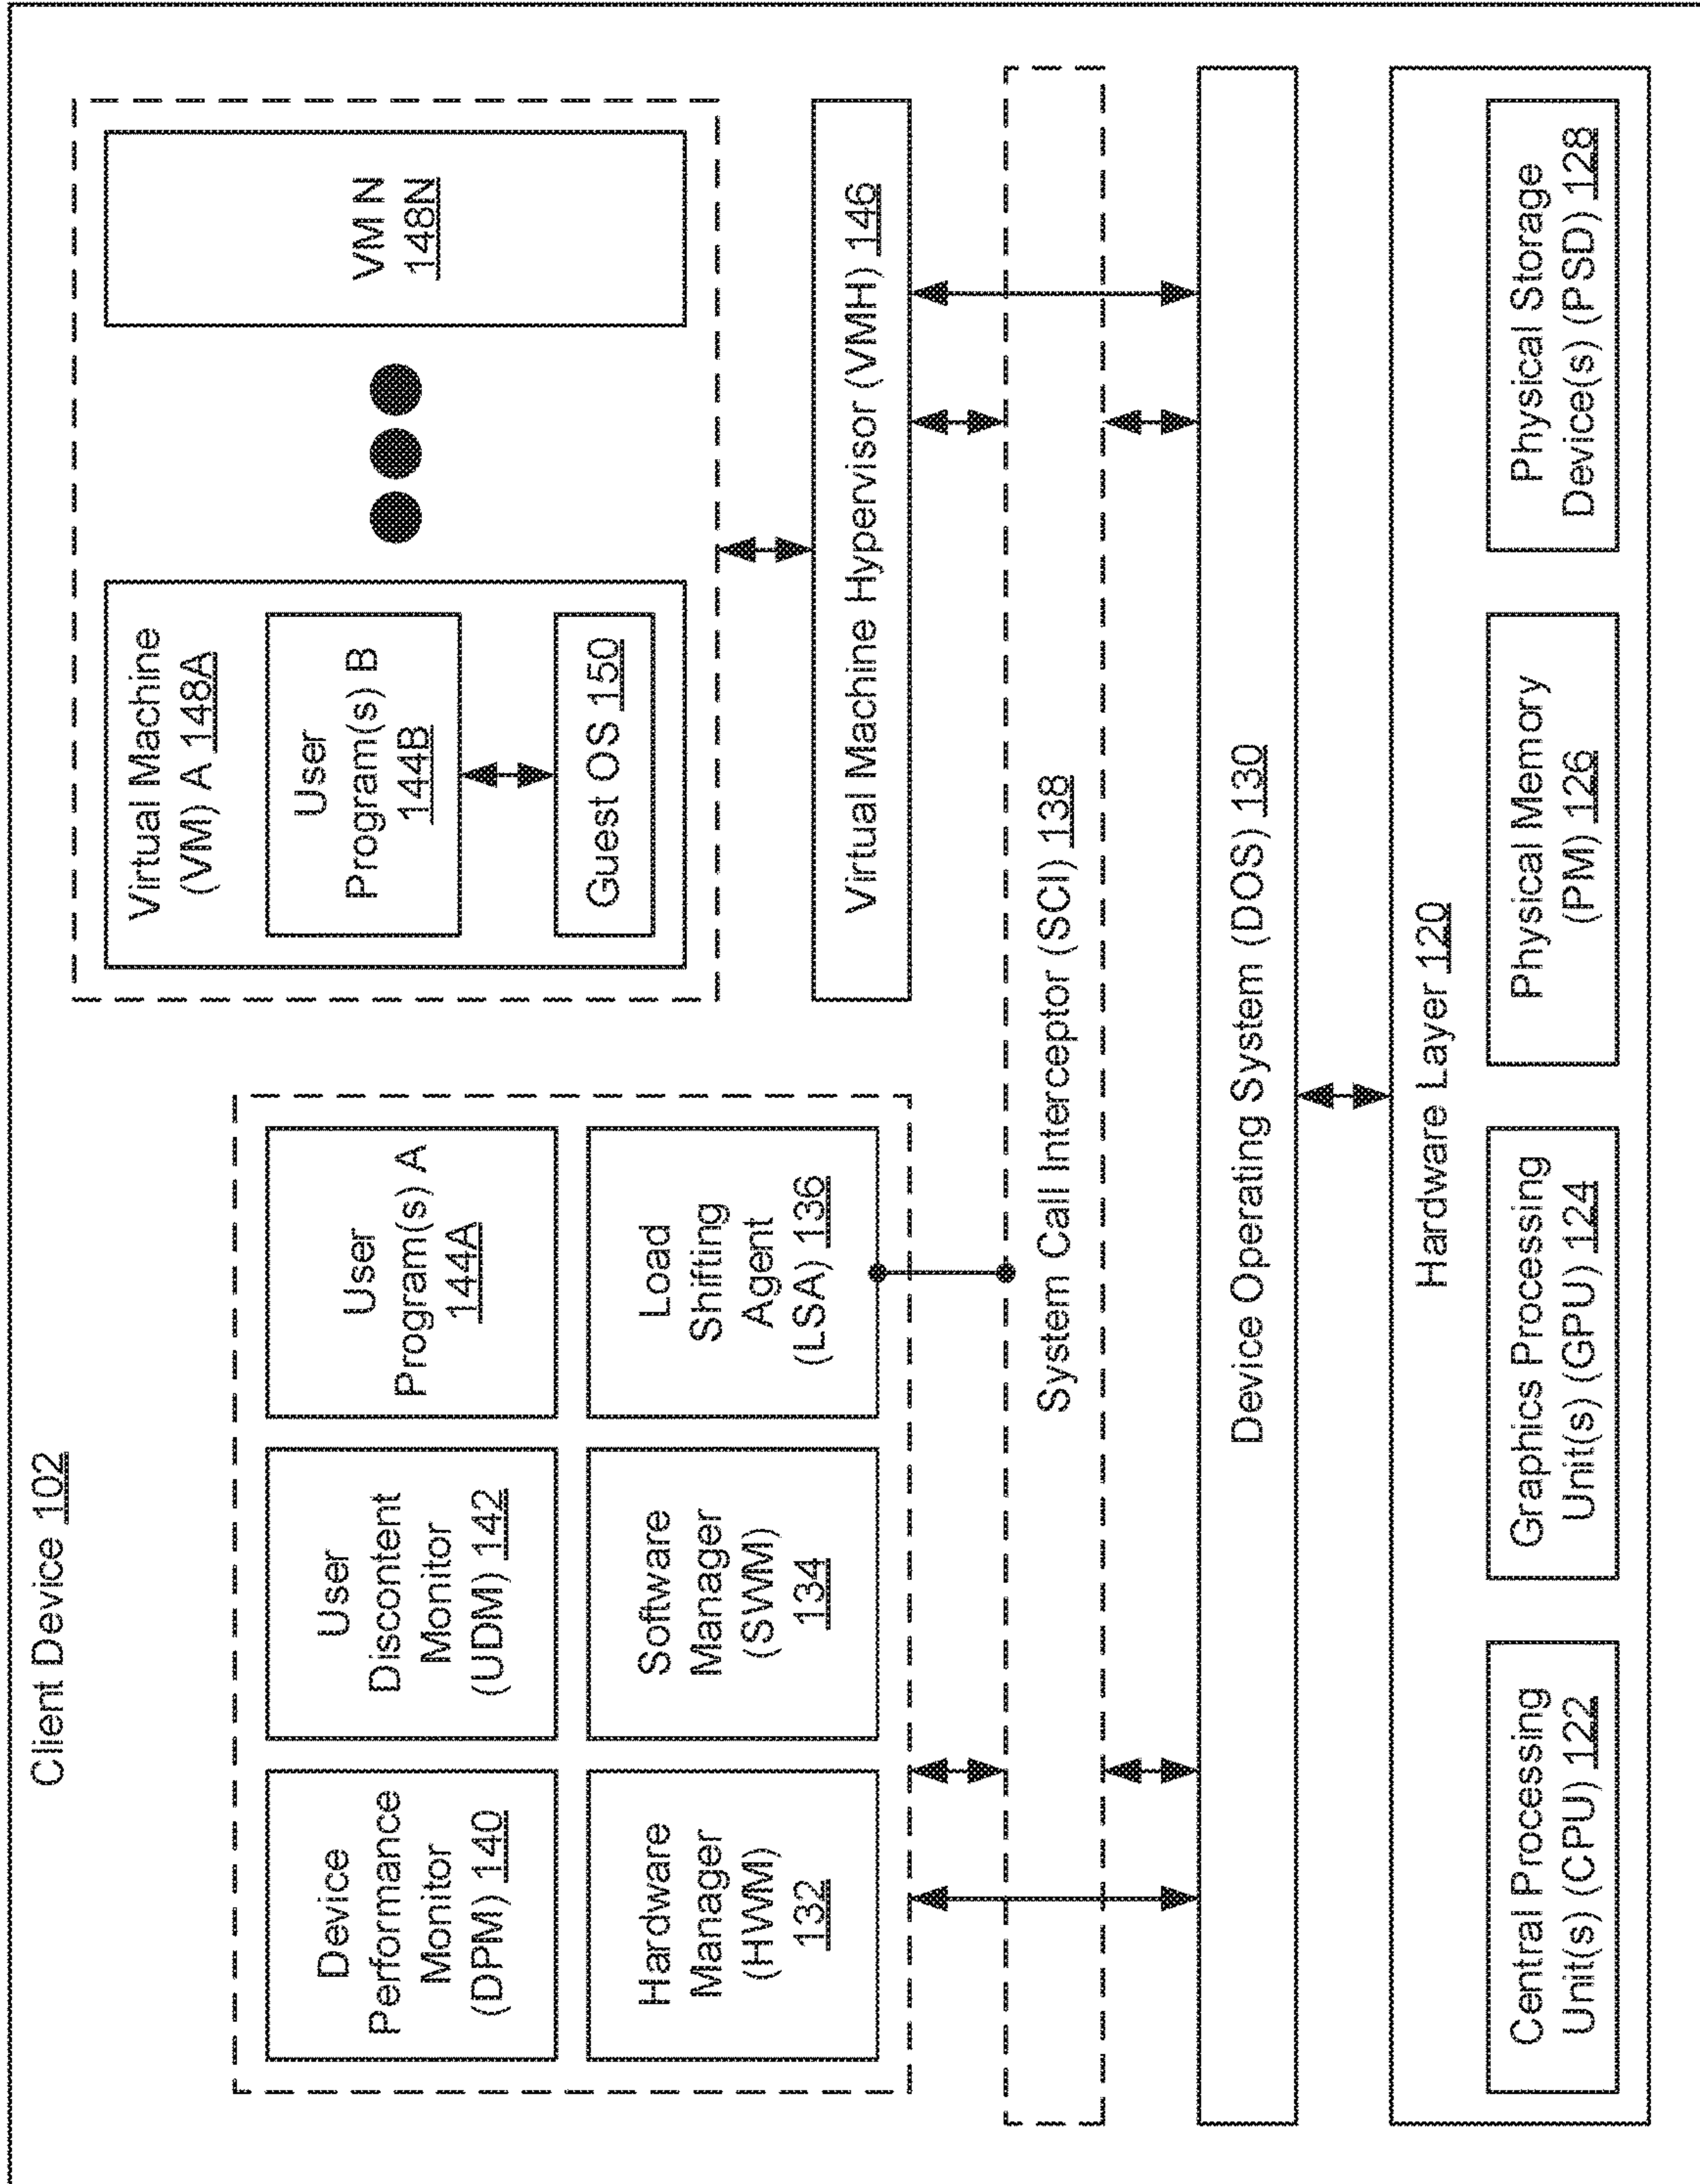 Client Device 102
Device
Performance
Monitor
(DPM) 140
User
Discontent
Monitor
(UDM) 142
User
Program(s) A
144A
Hardware
Manager
(HWM)
132
Software
Manager
(SWM)
134
Load
Shifting
Agent
(LSA) 136
Virtual Machine
(VM) A 148A
User
Program(s) B
144B
Guest OS 150
VM N
148N
Virtual Machine Hypervisor (VMH) 146
System Call Interceptor (SCI) 138
Device Operating System (DOS) 130
Hardware Layer 120
Central Processing
Unit(s) (CPU) 122
Graphics Processing
Unit(s) (GPU) 124
Physical Memory
(PM) 126
Physical Storage
Device(s) (PSD) 128